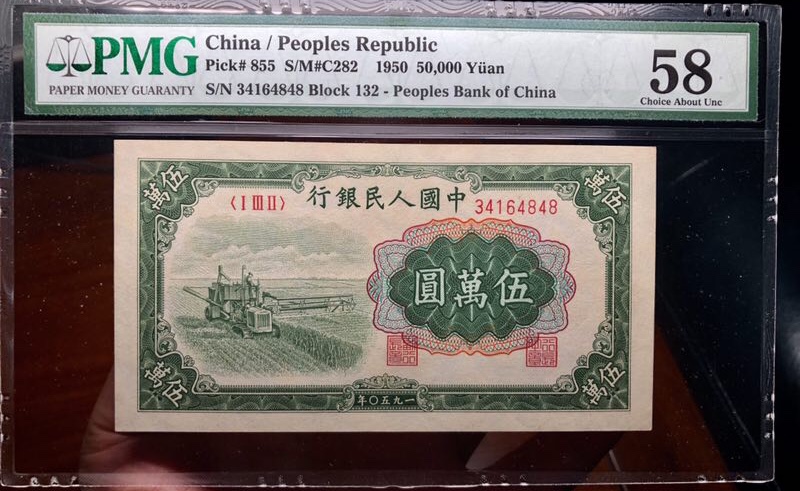 PMG
PAPER MONEY GUARANTY
China / Peoples Republic
Pick# 855 S/M#C282 1950 50,000 Yüan
S/N 34164848 Block 132 - Peoples Bank of China
58
Choice About Unc
伍萬
伍萬
〈I III II〉
行銀民人國中
34164848
圓萬伍
伍萬
伍萬
年〇五九一